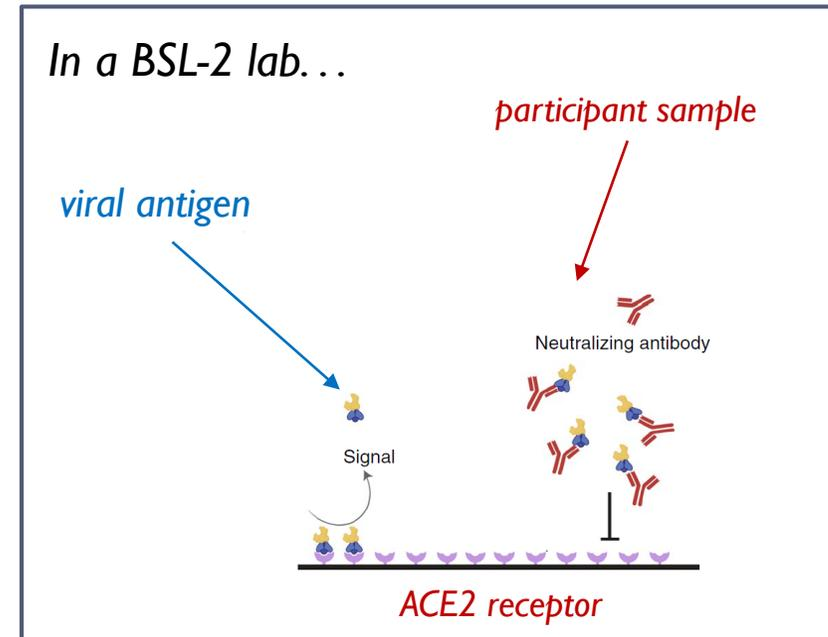 In a BSL-2 lab...
participant sample
viral antigen
Neutralizing antibody
Signal
ACE2 receptor